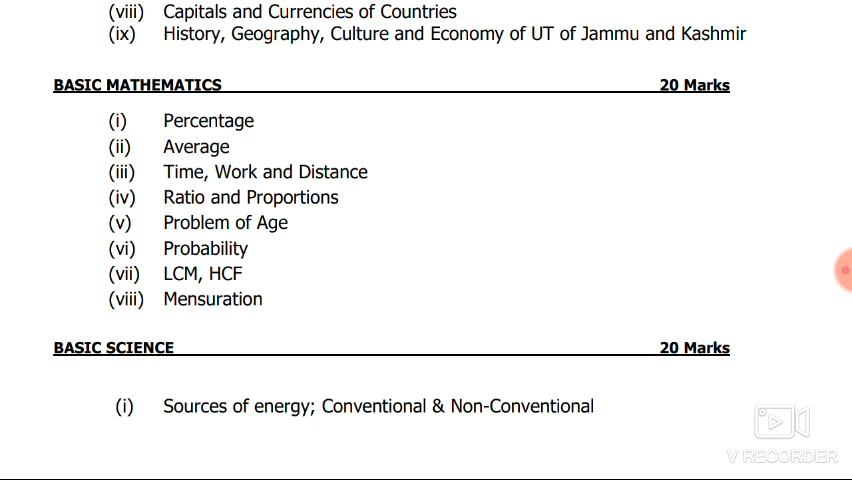 (viii) Capitals and Currencies of Countries
(ix) History, Geography, Culture and Economy of UT of Jammu and Kashmir
BASIC MATHEMATICS 20 Marks
(i) Percentage
(ii) Average
(iii) Time, Work and Distance
(iv) Ratio and Proportions
(v) Problem of Age
(vi) Probability
(vii) LCM, HCF
(viii) Mensuration
BASIC SCIENCE 20 Marks
(i) Sources of energy; Conventional & Non-Conventional
V RECORDER